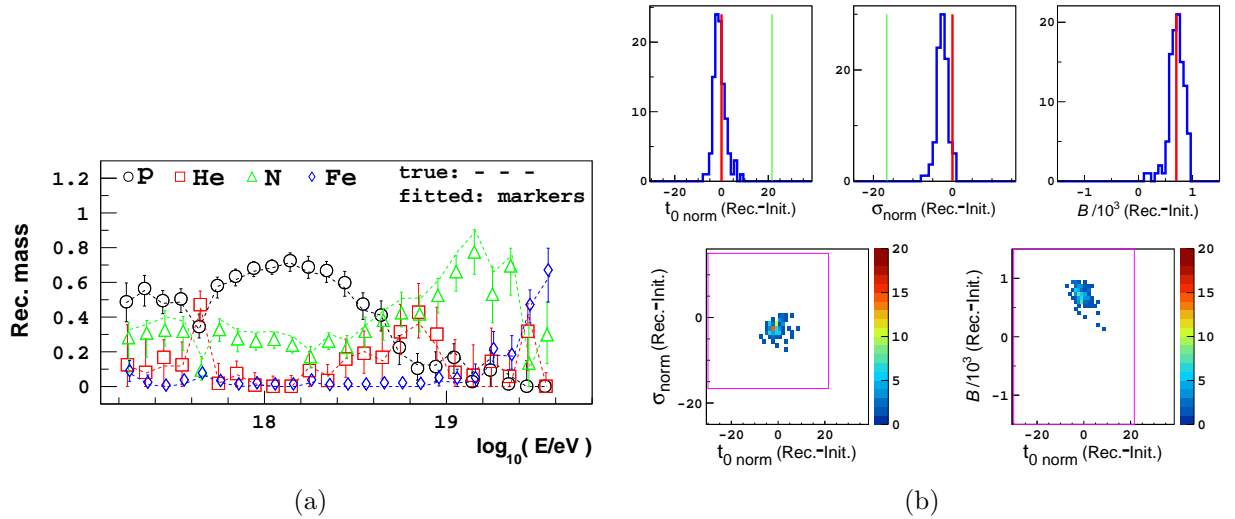 p He N Fe
true: - - -
fitted: markers
Rec. mass
1.2
1
0.8
0.6
0.4
0.2
0
18 19
log10( E/eV )
(a)
20
10
0
−20 0 20
t0 norm (Rec.-Init.)
20
0
−20 0
σnorm (Rec.-Init.)
20
15
10
5
0
−1 0 1
B /10³ (Rec.-Init.)
σnorm (Rec.-Init.)
0
−20
−20 0 20
t0 norm (Rec.-Init.)
20
15
10
5
0
B /10³ (Rec.-Init.)
1
0
−1
−20 0 20
t0 norm (Rec.-Init.)
20
15
10
5
0
(b)